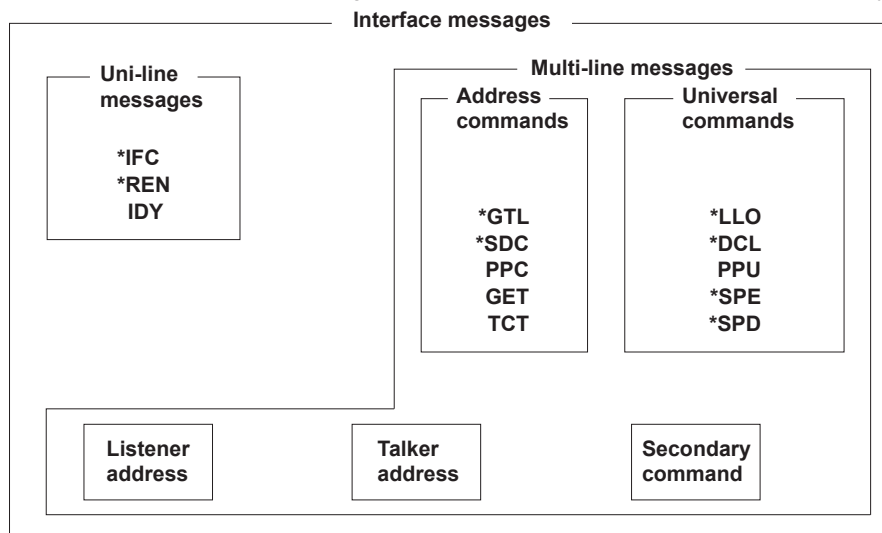 Interface messages
Uni-line
messages
*IFC
*REN
IDY
Multi-line messages
Address
commands
*GTL
*SDC
PPC
GET
TCT
Universal
commands
*LLO
*DCL
PPU
*SPE
*SPD
Listener
address
Talker
address
Secondary
command